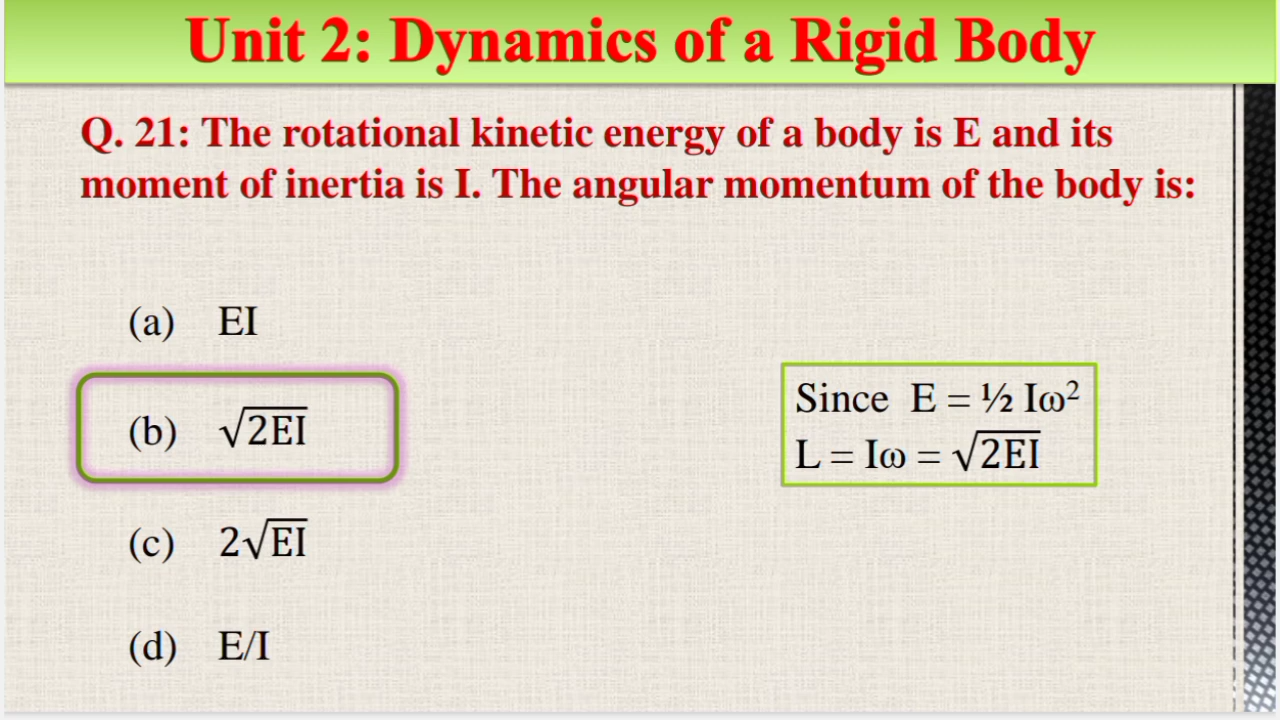 Unit 2: Dynamics of a Rigid Body
Q. 21: The rotational kinetic energy of a body is E and its
moment of inertia is I. The angular momentum of the body is:
(a) EI
(b) √2EI
(c) 2√EI
(d) E/I
Since E = ½ Iω²
L = Iω = √2EI